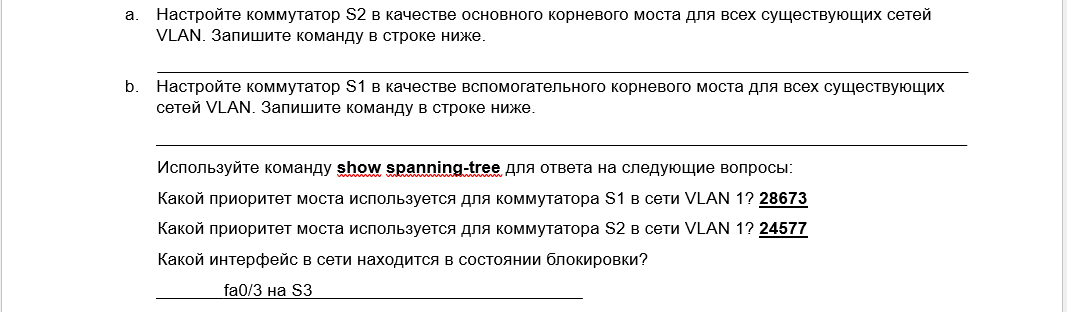 a. Настройте коммутатор S2 в качестве основного корневого моста для всех существующих сетей
VLAN. Запишите команду в строке ниже.
b. Настройте коммутатор S1 в качестве вспомогательного корневого моста для всех существующих
сетей VLAN. Запишите команду в строке ниже.
Используйте команду show spanning-tree для ответа на следующие вопросы:
Какой приоритет моста используется для коммутатора S1 в сети VLAN 1? 28673
Какой приоритет моста используется для коммутатора S2 в сети VLAN 1? 24577
Какой интерфейс в сети находится в состоянии блокировки?
fa0/3 на S3